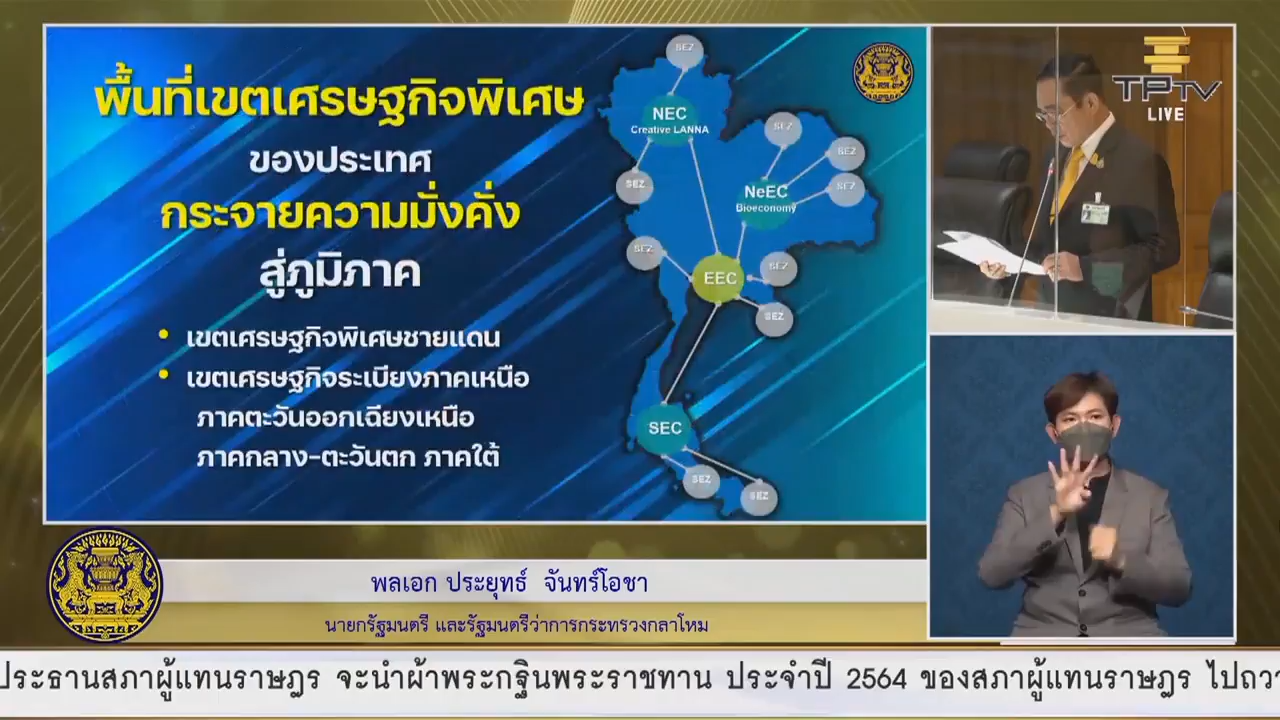 พื้นที่เขตเศรษฐกิจพิเศษ
ของประเทศ
กระจายความมั่งคั่ง
สู่ภูมิภาค
• เขตเศรษฐกิจพิเศษชายแดน
• เขตเศรษฐกิจระเบียงภาคเหนือ
ภาคตะวันออกเฉียงเหนือ
ภาคกลาง-ตะวันตก ภาคใต้
SEZ
NEC
Creative LANNA
SEZ
SEZ
SEZ
SEZ
NeEC
Bioeconomy
SEZ
SEZ
EEC
SEZ
SEZ
SEC
SEZ
SEZ
TPTV
LIVE
พลเอก ประยุทธ์ จันทร์โอชา
นายกรัฐมนตรี และรัฐมนตรีว่าการกระทรวงกลาโหม
ประธานสภาผู้แทนราษฎร จะนำผ้าพระกฐินพระราชทาน ประจำปี 2564 ของสภาผู้แทนราษฎร ไปถวา